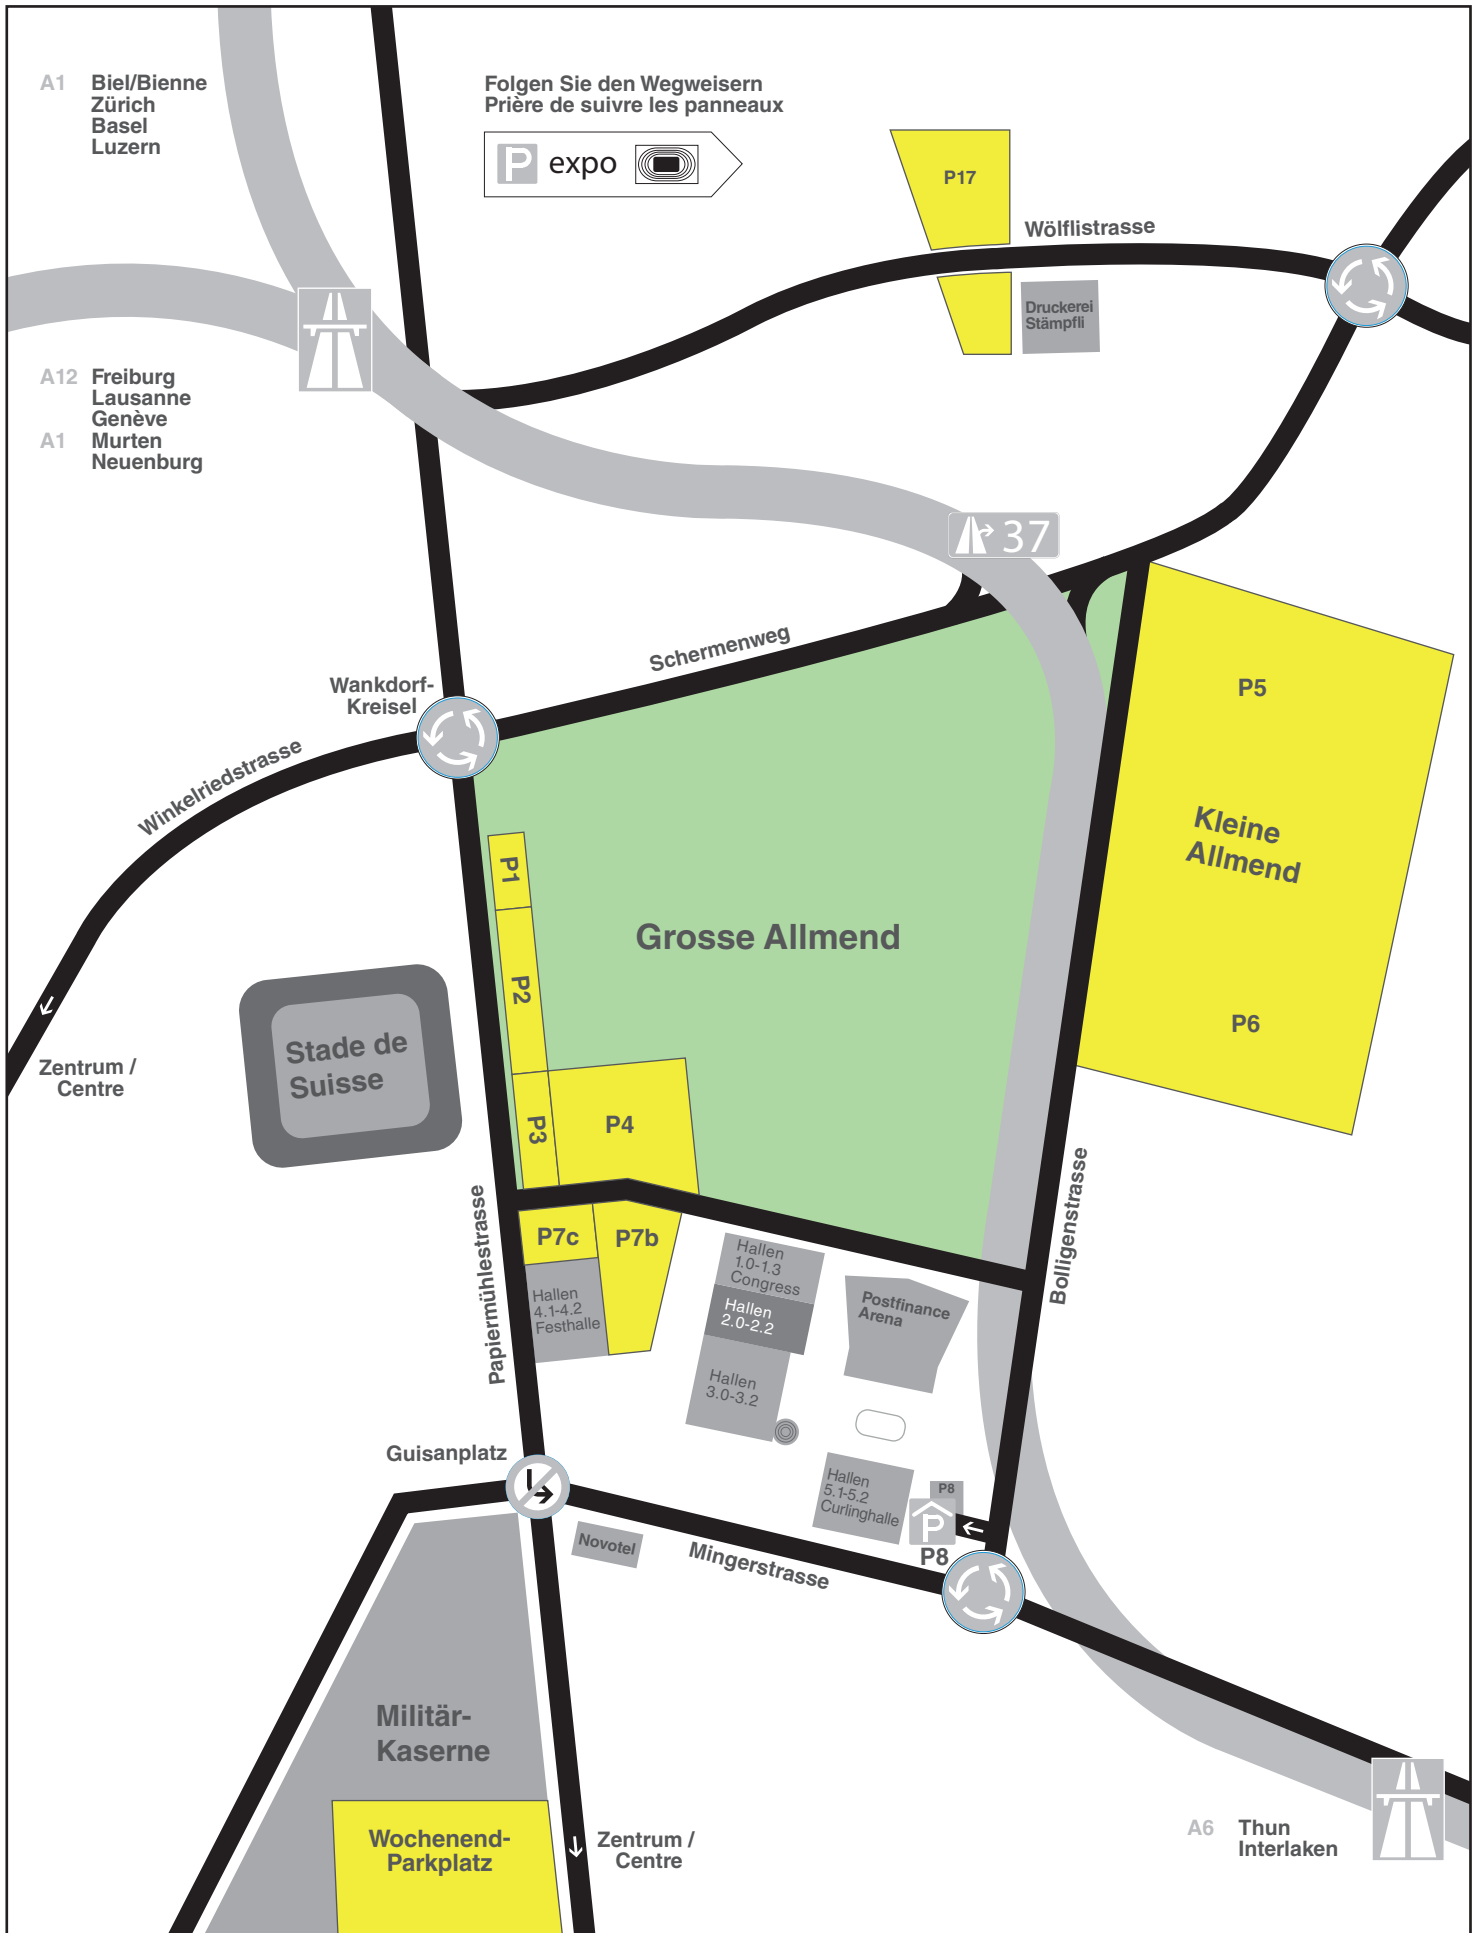 A1 Biel/Bienne
Zürich
Basel
Luzern
Folgen Sie den Wegweisern
Prière de suivre les panneaux
P expo
P17
Wölflistrasse
Druckerei
Stämpfli
A12 Freiburg
Lausanne
Genève
A1 Murten
Neuenburg
37
Schermenweg
Wankdorf-
Kreisel
Winkelriedstrasse
P5
Kleine
Allmend
P6
P1
P2
Grosse Allmend
Stade de
Suisse
Zentrum /
Centre
P3
P4
Papiermühlestrasse
Bolligenstrasse
P7c
P7b
Hallen
4.1-4.2
Festhalle
Hallen
1.0-1.3
Congress
Hallen
2.0-2.2
Hallen
3.0-3.2
Postfinance
Arena
Guisanplatz
Hallen
5.1-5.2
Curlinghalle
P8
P
P8
Novotel
Mingerstrasse
Militär-
Kaserne
Wochenend-
Parkplatz
Zentrum /
Centre
A6 Thun
Interlaken